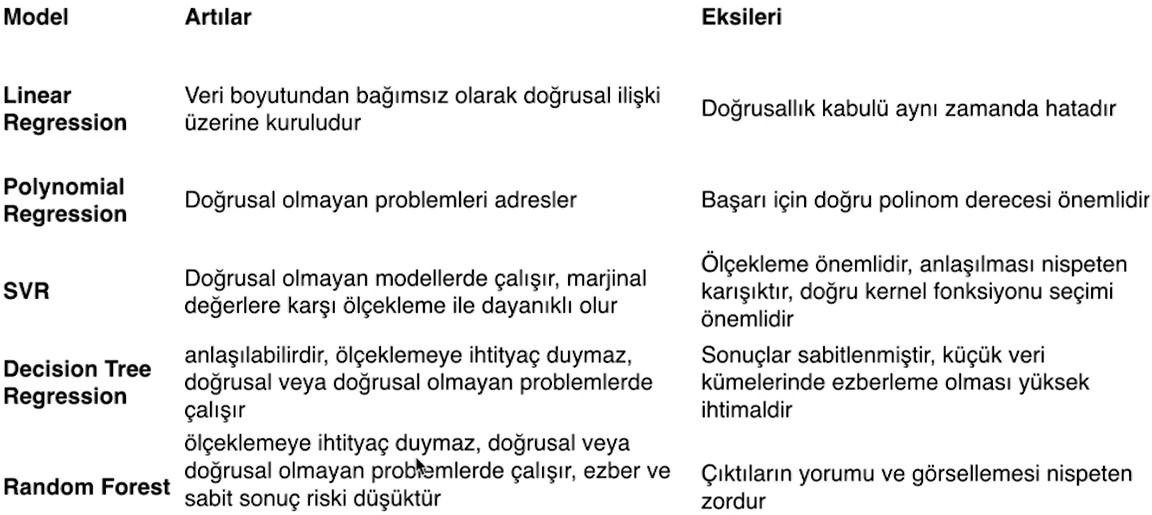 Model Artılar Eksileri
Linear Regression
Veri boyutundan bağımsız olarak doğrusal ilişki
üzerine kuruludur
Doğrusallık kabulü aynı zamanda hatadır
Polynomial Regression
Doğrusal olmayan problemleri adresler
Başarı için doğru polinom derecesi önemlidir
SVR
Doğrusal olmayan modellerde çalışır, marjinal
değerlere karşı ölçekleme ile dayanıklı olur
Ölçekleme önemlidir, anlaşılması nispeten
karışıktır, doğru kernel fonksiyonu seçimi
önemlidir
Decision Tree Regression
anlaşılabilirdir, ölçeklemeye ihtityaç duymaz,
doğrusal veya doğrusal olmayan problemlerde
çalışır
Sonuçlar sabitlenmiştir, küçük veri
kümelerinde ezberleme olması yüksek
ihtimaldir
Random Forest
ölçeklemeye ihtityaç duymaz, doğrusal veya
doğrusal olmayan problemlerde çalışır, ezber ve
sabit sonuç riski düşüktür
Çıktıların yorumu ve görsellemesi nispeten
zordur